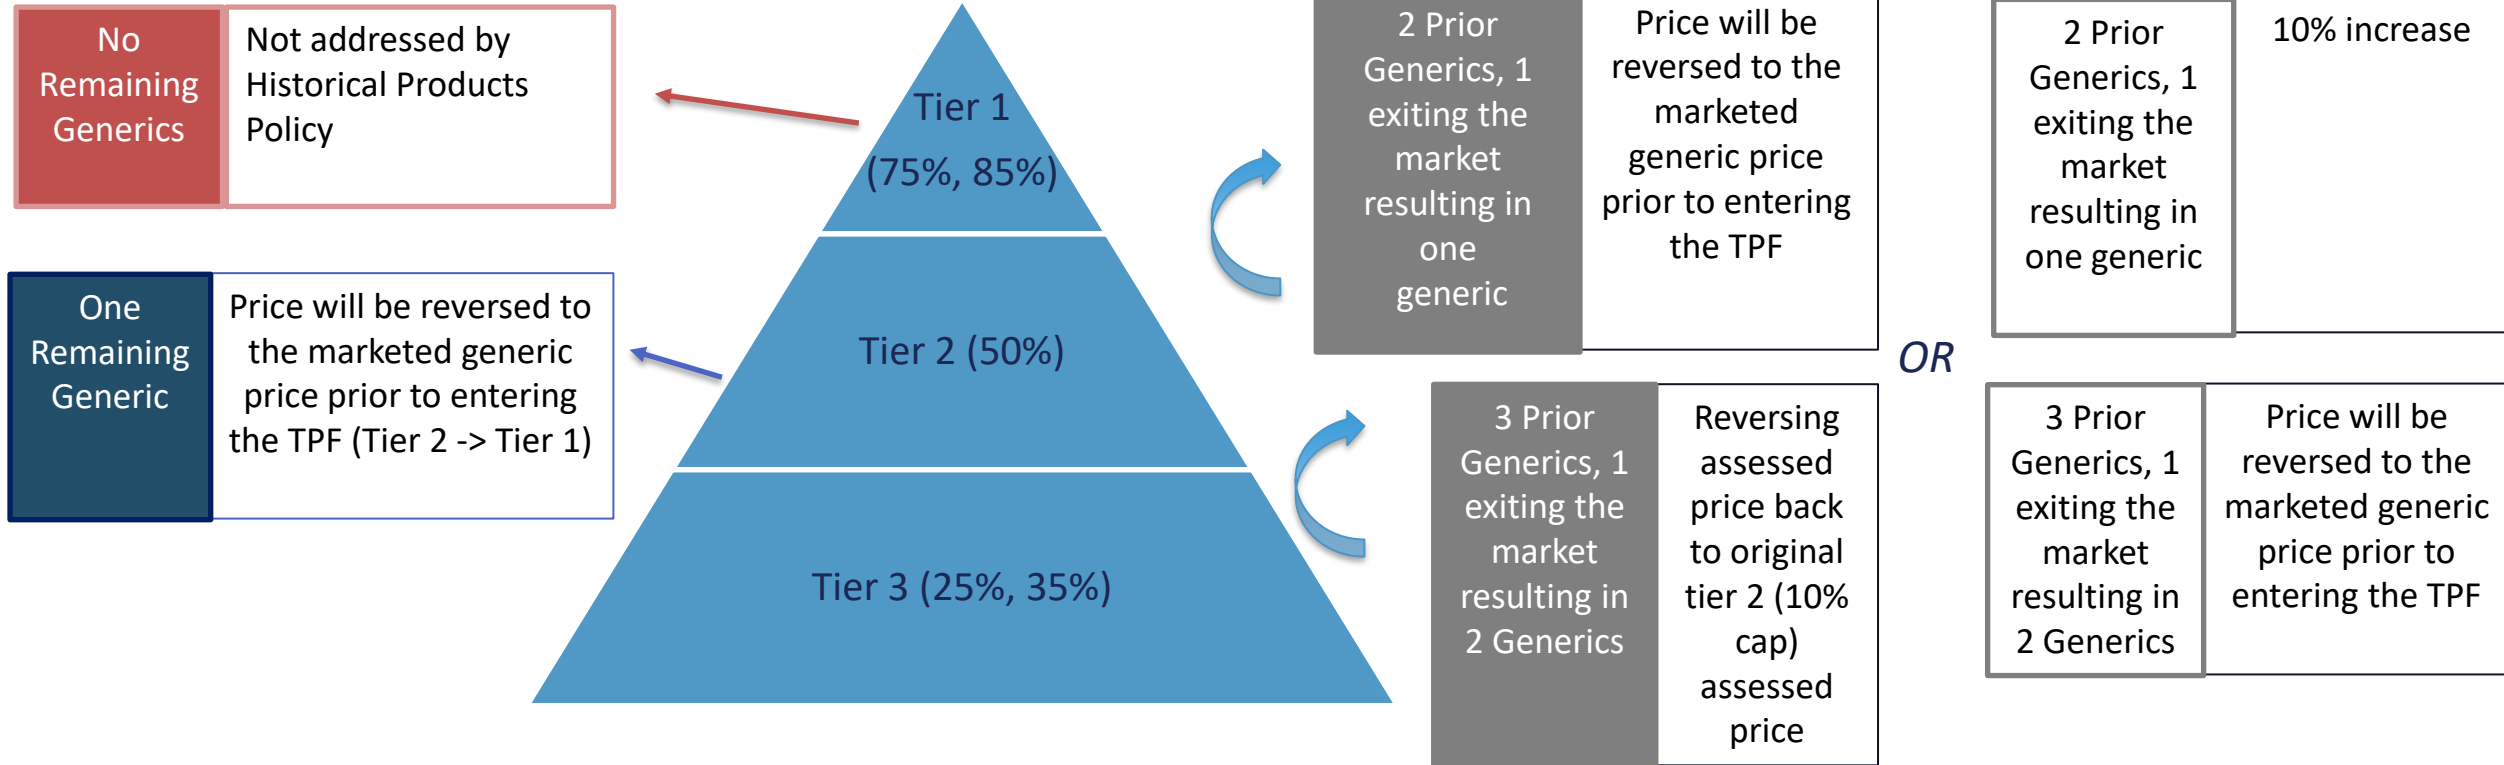 No
Remaining
Generics
Not addressed by
Historical Products
Policy
One
Remaining
Generic
Price will be reversed to
the marketed generic
price prior to entering
the TPF (Tier 2 -> Tier 1)
Tier 1
(75%, 85%)
Tier 2 (50%)
Tier 3 (25%, 35%)
2 Prior
Generics, 1
exiting the
market
resulting in
one
generic
Price will be
reversed to the
marketed
generic price
prior to entering
the TPF
3 Prior
Generics, 1
exiting the
market
resulting in
2 Generics
Reversing
assessed
price back
to original
tier 2 (10%
cap)
assessed
price
OR
2 Prior
Generics, 1
exiting the
market
resulting in
one generic
10% increase
3 Prior
Generics, 1
exiting the
market
resulting in
2 Generics
Price will be
reversed to the
marketed generic
price prior to
entering the TPF